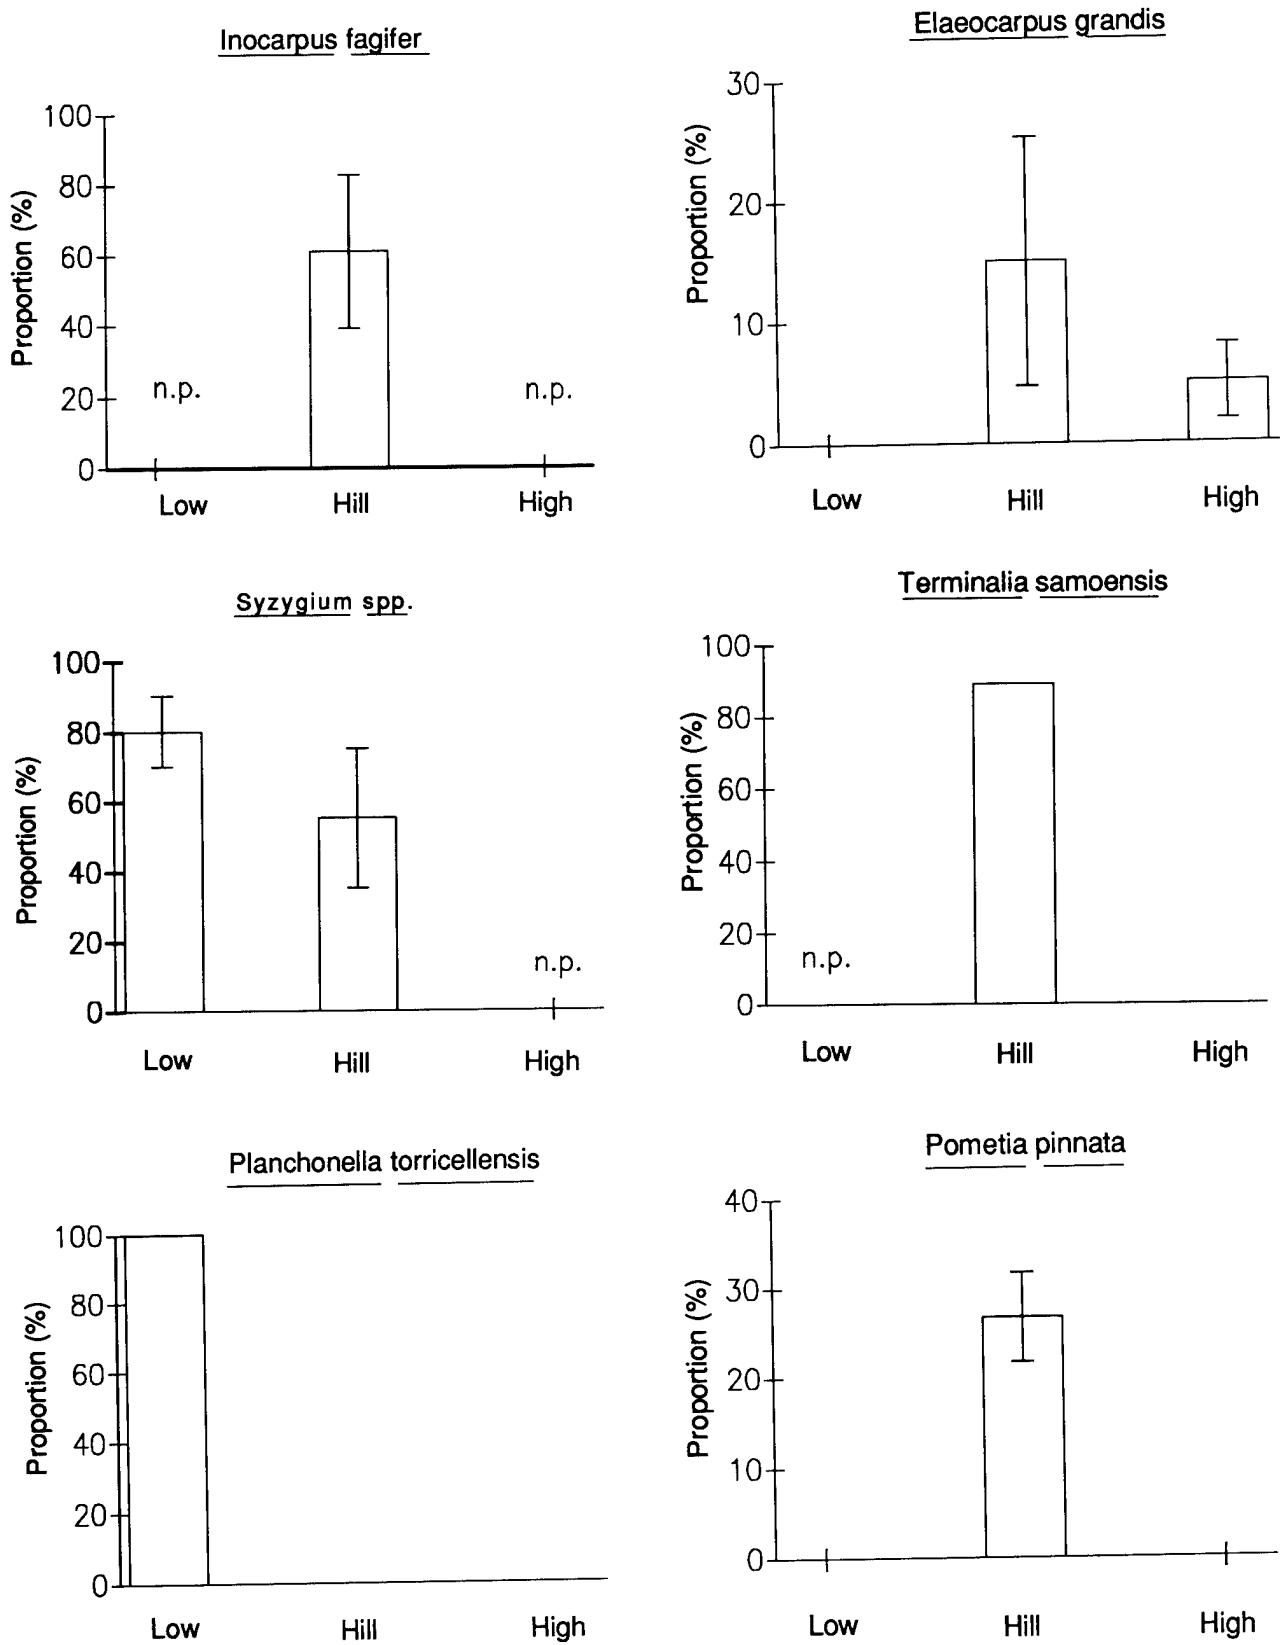 Inocarpus fagifer
Proportion (%)
100
80
60
40
20
0
n.p.
n.p.
Low Hill High
Elaeocarpus grandis
Proportion (%)
30
20
10
0
Low Hill High
Syzygium spp.
Proportion (%)
100
80
60
40
20
0
n.p.
Low Hill High
Terminalia samoensis
Proportion (%)
100
80
60
40
20
0
n.p.
Low Hill High
Planchonella torricellensis
Proportion (%)
100
80
60
40
20
0
Low Hill High
Pometia pinnata
Proportion (%)
40
30
20
10
0
Low Hill High